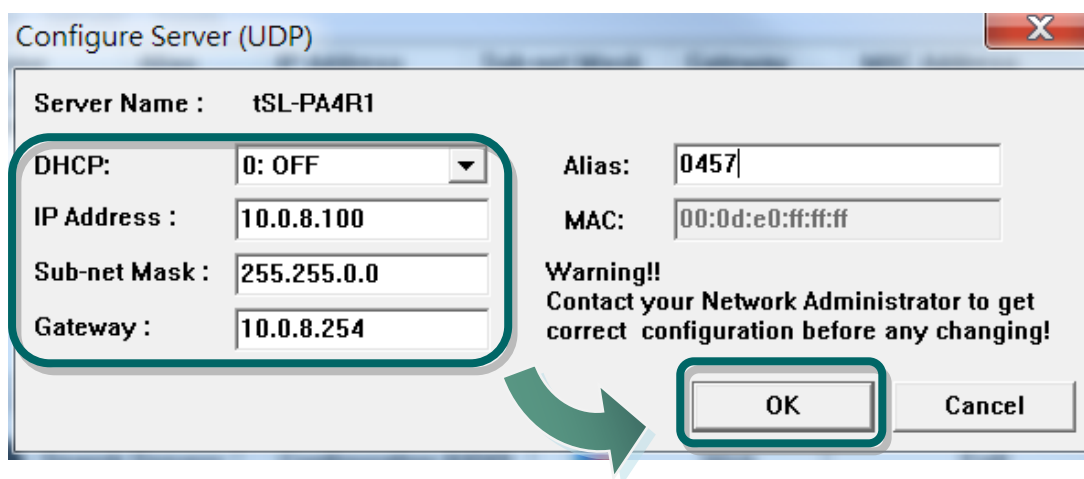 Configure Server (UDP)
X
Server Name : tSL-PA4R1
DHCP: 0: OFF
Alias: 0457
IP Address : 10.0.8.100
MAC: 00:0d:e0:ff:ff:ff
Sub-net Mask : 255.255.0.0
Gateway : 10.0.8.254
Warning!!
Contact your Network Administrator to get
correct configuration before any changing!
OK
Cancel